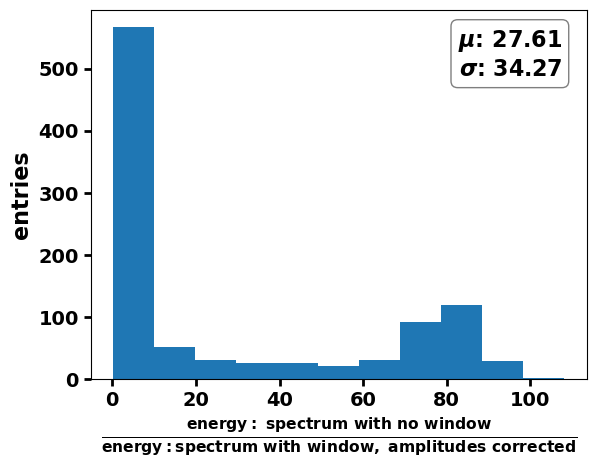 μ: 27.61
σ: 34.27
entries
500
400
300
200
100
0
0 20 40 60 80 100
energy: spectrum with no window
energy:spectrum with window, amplitudes corrected